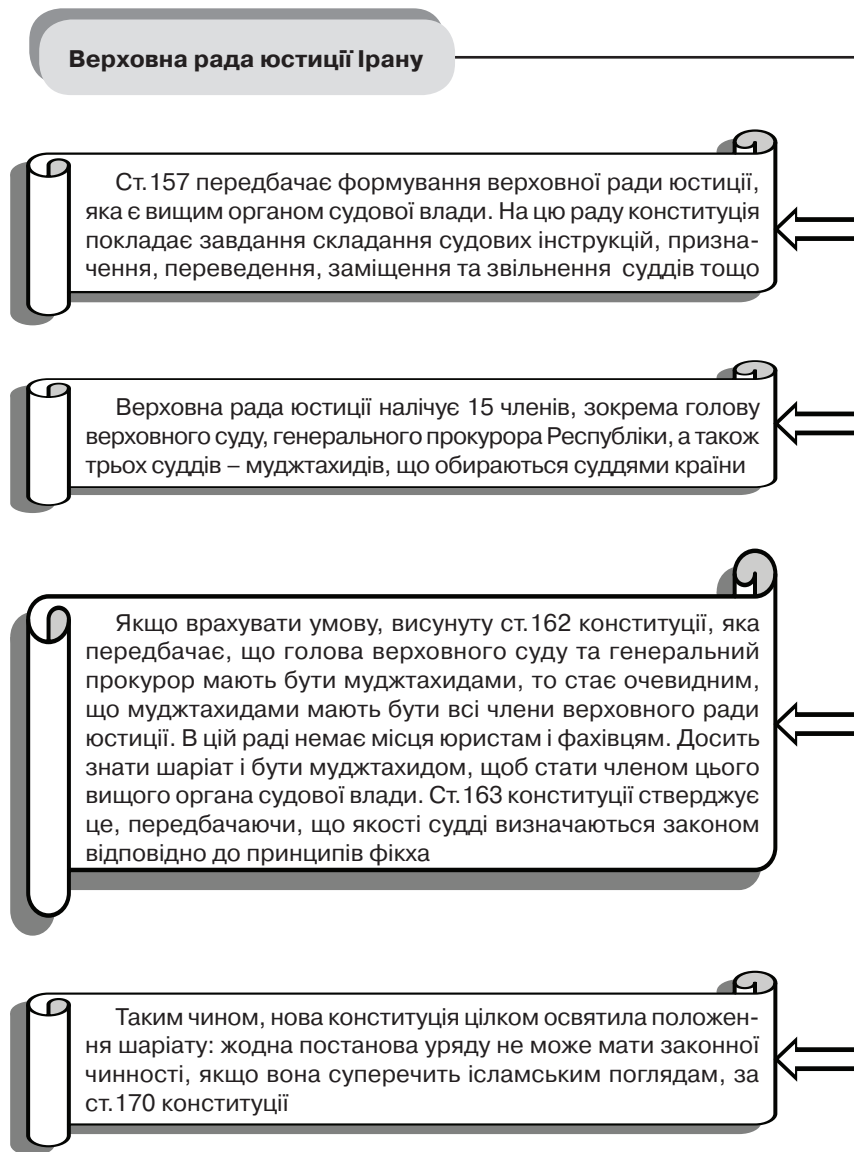 Верховна рада юстиції Ірану
Ст.157 передбачає формування верховної ради юстиції,
яка є вищим органом судової влади. На цю раду конституція
покладає завдання складання судових інструкцій, призна-
чення, переведення, заміщення та звільнення суддів тощо
Верховна рада юстиції налічує 15 членів, зокрема голову
верховного суду, генерального прокурора Республіки, а також
трьох суддів – муджтахидів, що обираються суддями країни
Якщо врахувати умову, висунуту ст.162 конституції, яка
передбачає, що голова верховного суду та генеральний
прокурор мають бути муджтахидами, то стає очевидним,
що муджтахидами мають бути всі члени верховного ради
юстиції. В цій раді немає місця юристам і фахівцям. Досить
знати шаріат і бути муджтахидом, щоб стати членом цього
вищого органа судової влади. Ст.163 конституції стверджує
це, передбачаючи, що якості судді визначаються законом
відповідно до принципів фікха
Таким чином, нова конституція цілком освятила положен-
ня шаріату: жодна постанова уряду не може мати законної
чинності, якщо вона суперечить ісламським поглядам, за
ст.170 конституції